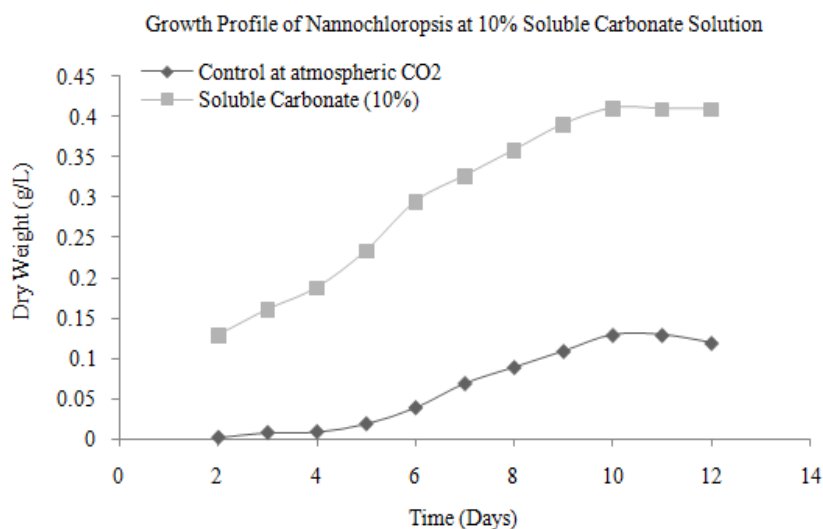 Growth Profile of Nannochloropsis at 10% Soluble Carbonate Solution
Control at atmospheric CO2
Soluble Carbonate (10%)
0.45
0.4
0.35
0.3
0.25
0.2
0.15
0.1
0.05
0
Dry Weight (g/L)
0 2 4 6 8 10 12 14
Time (Days)